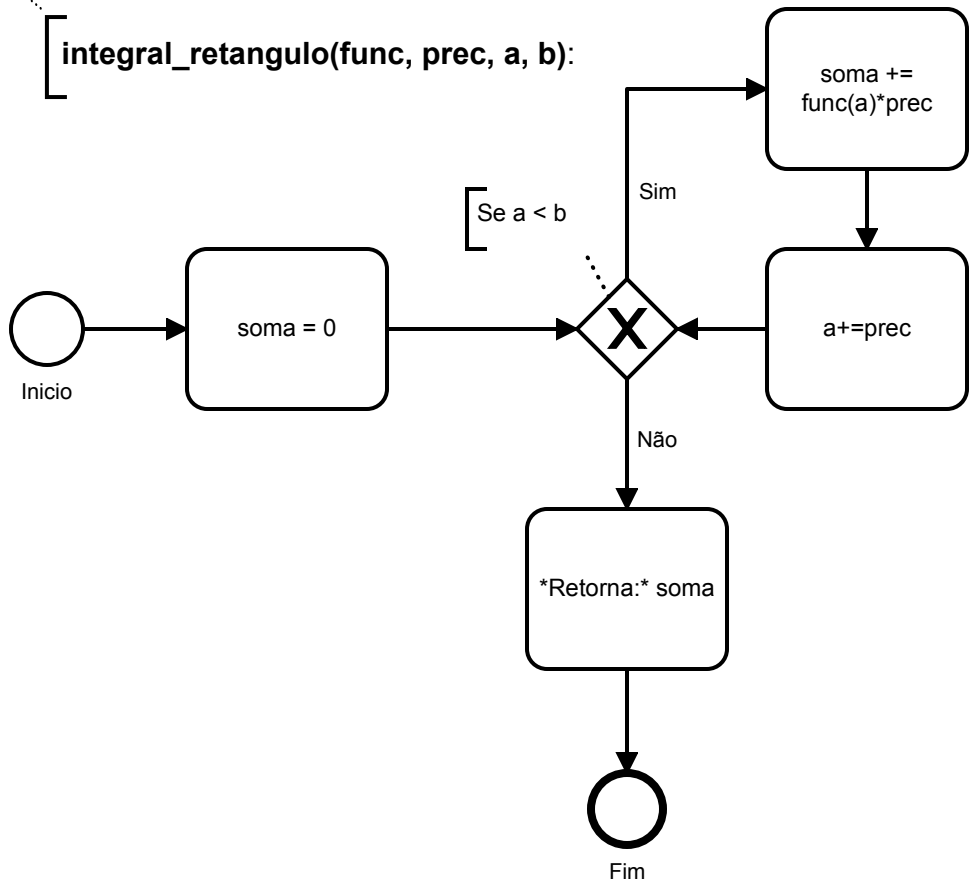 integral_retangulo(func, prec, a, b):
soma +=
func(a)*prec
Sim
Se a < b
Inicio
soma = 0
X
a+=prec
Não
*Retorna:* soma
Fim